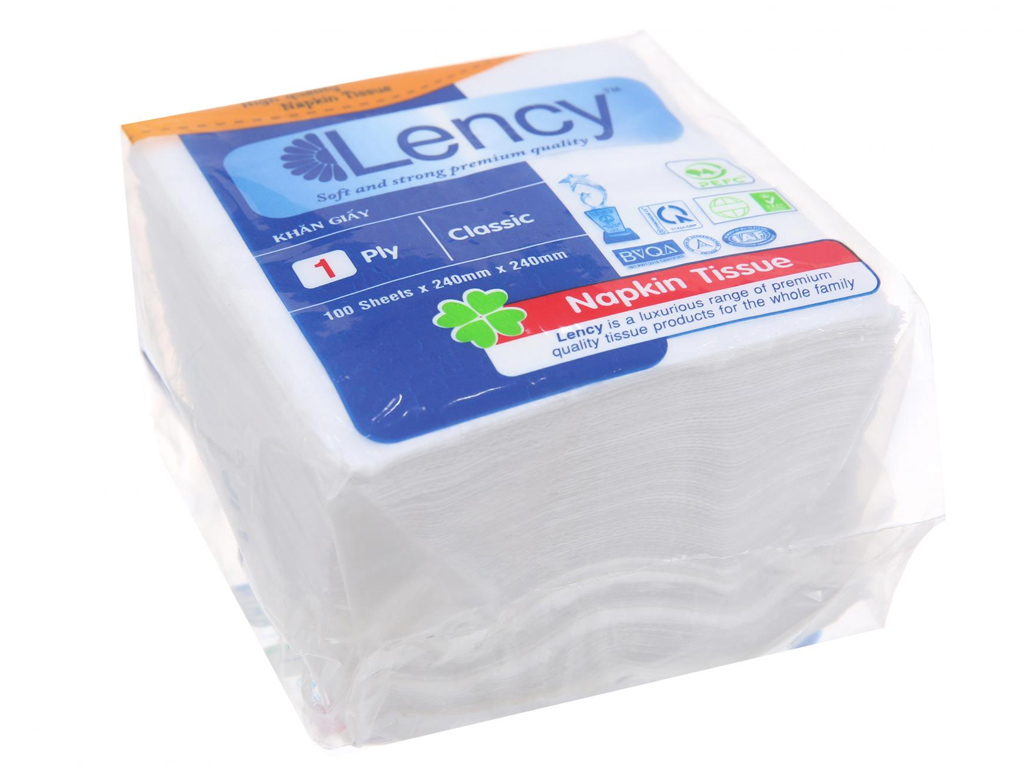 High quality
Napkin Tissue
Lency™
Soft and strong premium quality
KHĂN GIẤY
1 Ply
Classic
100 Sheets x 240mm x 240mm
PEFC
BVQA
Napkin Tissue
Lency is a luxurious range of premium
quality tissue products for the whole family